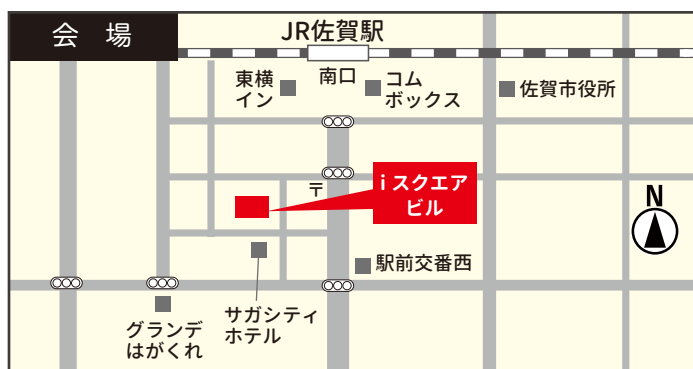 会場
JR佐賀駅
東横
イン
南口
コム
ボックス
佐賀市役所
〒
iスクエア
ビル
N
駅前交番西
サガシティ
ホテル
グランデ
はがくれ